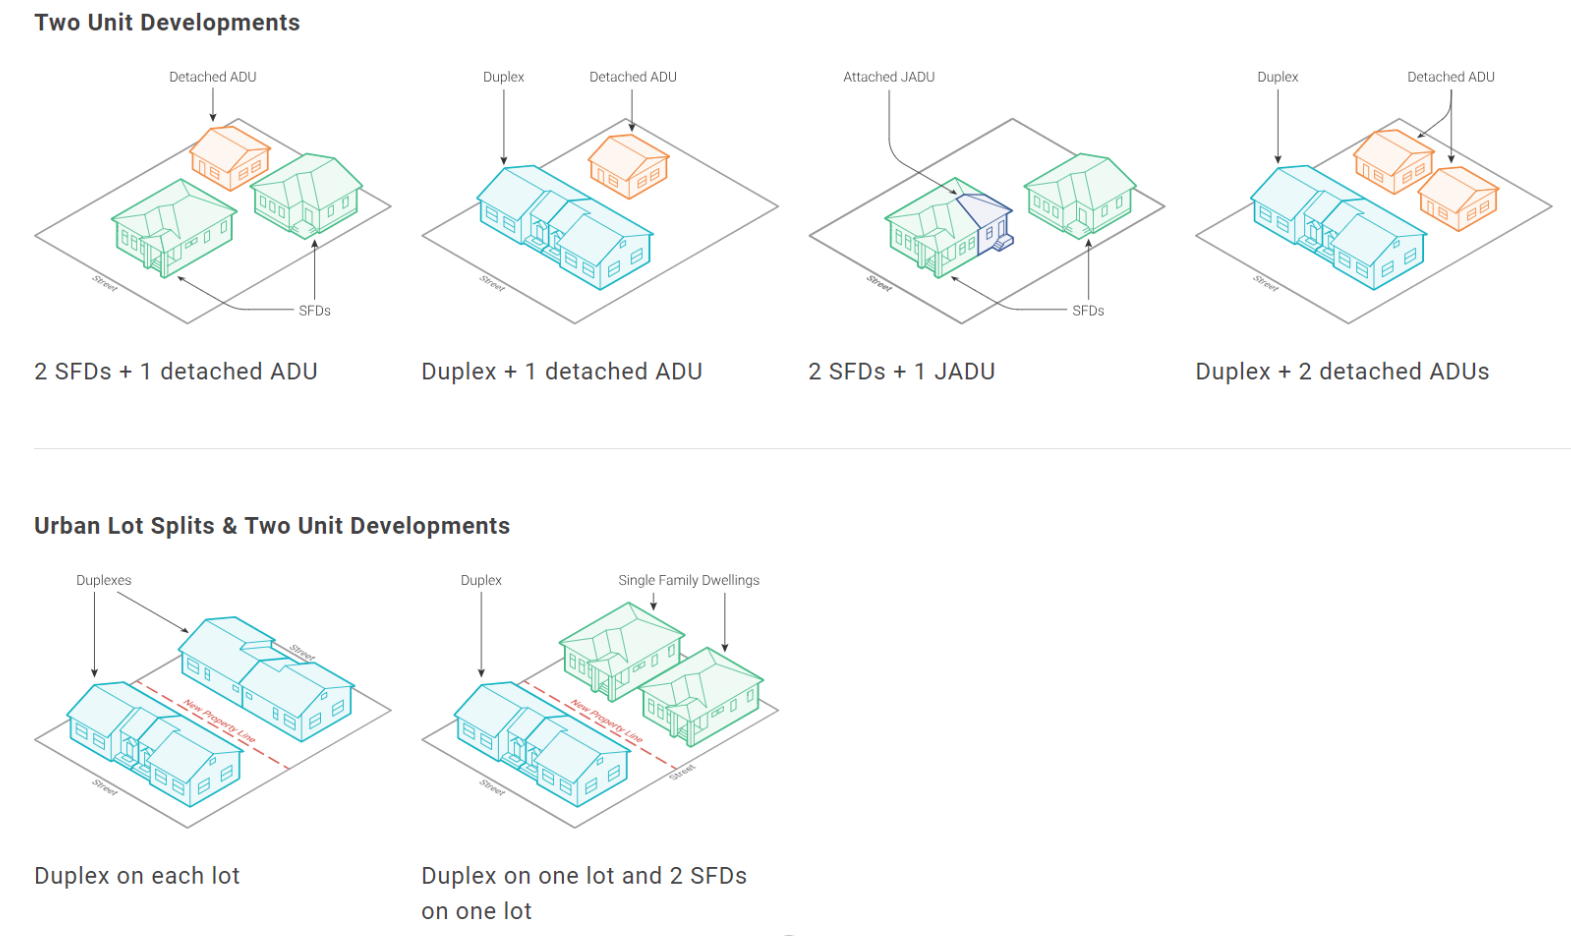 Two Unit Developments
Detached ADU
Street
SFDs
2 SFDs + 1 detached ADU
Duplex
Detached ADU
Street
Duplex + 1 detached ADU
Attached JADU
Street
SFDs
2 SFDs + 1 JADU
Duplex
Detached ADU
Street
Duplex + 2 detached ADUs
Urban Lot Splits & Two Unit Developments
Duplexes
Street
New Property Line
Street
Duplex on each lot
Duplex
Single Family Dwellings
New Property Line
Street
Street
Duplex on one lot and 2 SFDs
on one lot